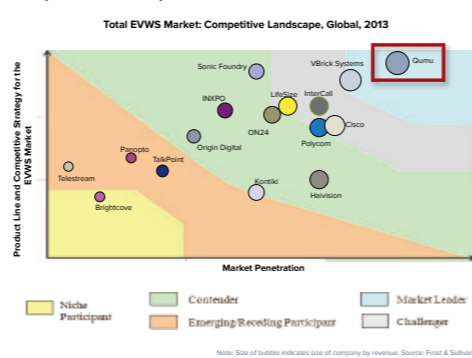 Total EVWS Market: Competitive Landscape, Global, 2013
Product Line and Competitive Strategy for the
EVWS Market
Sonic Foundry
VBrick Systems
Qumu
INXPO
LifeSize
InterCall
ON24
Cisco
Polycom
Origin Digital
Panopto
TalkPoint
Telestream
Brightcove
Kontiki
Haivision
Market Penetration
Niche
Participant
Contender
Emerging/Receding Participant
Market Leader
Challenger
Note: Size of bubble indicates size of company by revenue. Source: Frost & Sullivan